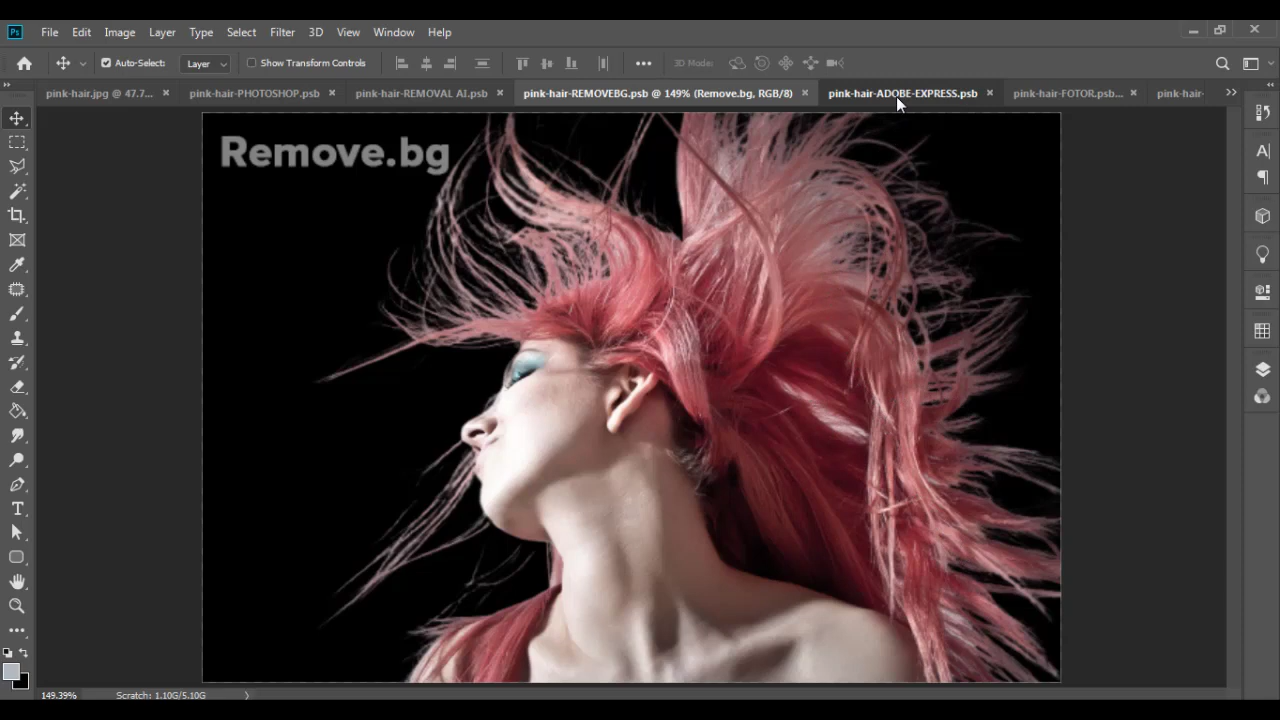 Ps File Edit Image Layer Type Select Filter 3D View Window Help
Auto-Select: Layer Show Transform Controls 3D Mode:
pink-hair.jpg @ 47.7... × pink-hair-PHOTOSHOP.psb × pink-hair-REMOVAL AI.psb × pink-hair-REMOVEBG.psb @ 149% (Remove.bg, RGB/8) × pink-hair-ADOBE-EXPRESS.psb × pink-hair-FOTOR.psb... × pink-hair-
Remove.bg
149.39% Scratch: 1.10G/5.10G